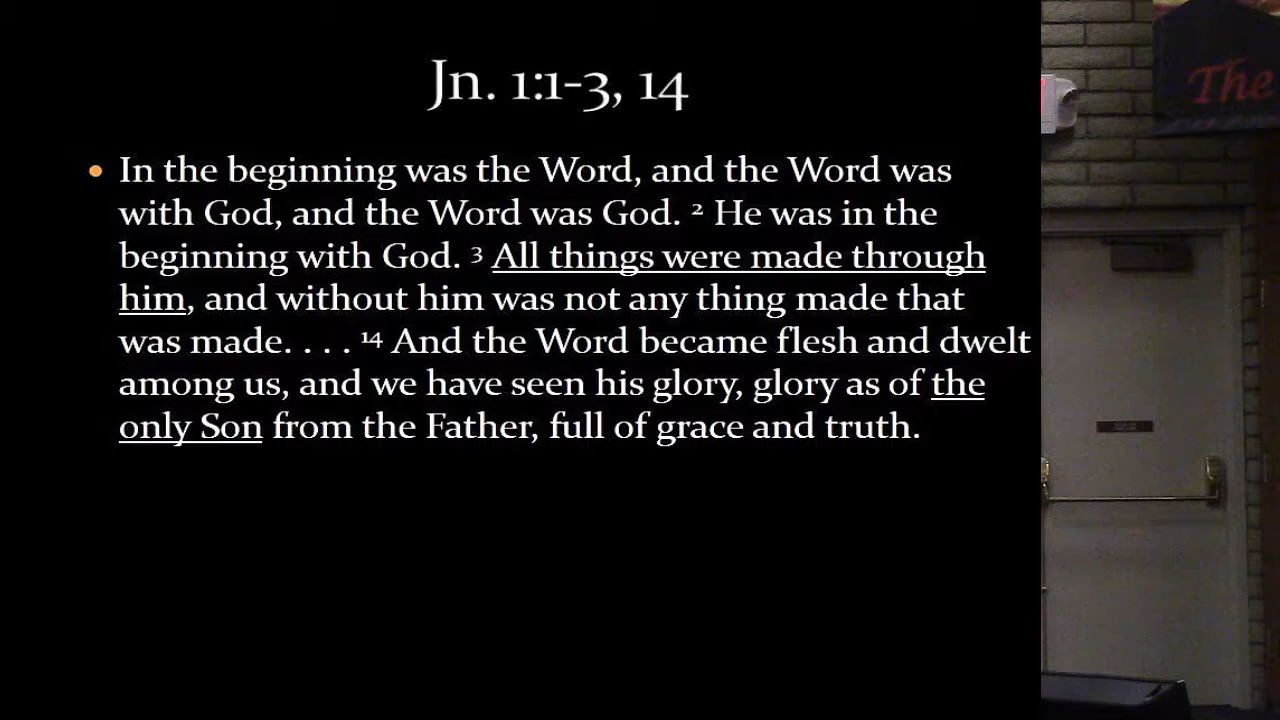 Jn. 1:1-3, 14
• In the beginning was the Word, and the Word was
with God, and the Word was God. ² He was in the
beginning with God. ³ All things were made through
him, and without him was not any thing made that
was made. . . . ¹⁴ And the Word became flesh and dwelt
among us, and we have seen his glory, glory as of the
only Son from the Father, full of grace and truth.
The